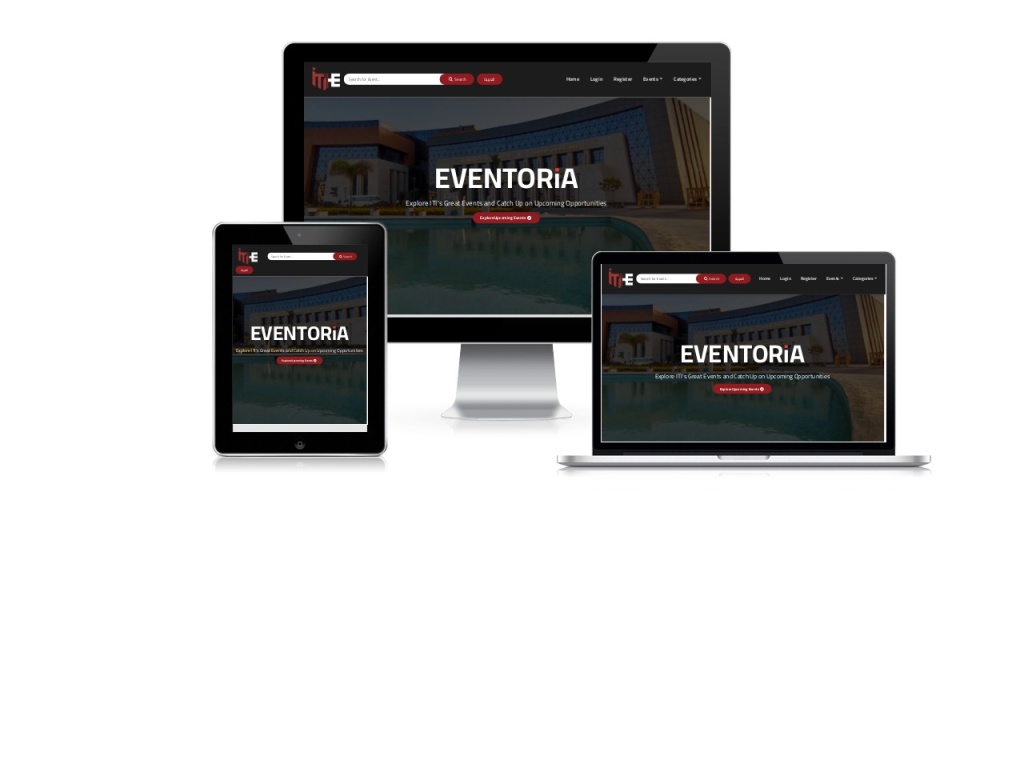 iTI-E
Search for Event...
Search
العربية
Home
Login
Register
Events
Categories
EVENTORiA
Explore ITI's Great Events and Catch Up on Upcoming Opportunities
Explore Upcoming Events
iTI-E
Search for Event...
Search
العربية
EVENTORiA
Explore ITI's Great Events and Catch Up on Upcoming Opportunities
Explore Upcoming Events
iTI-E
Search for Event...
Search
العربية
Home
Login
Register
Events
Categories
EVENTORiA
Explore ITI's Great Events and Catch Up on Upcoming Opportunities
Explore Upcoming Events